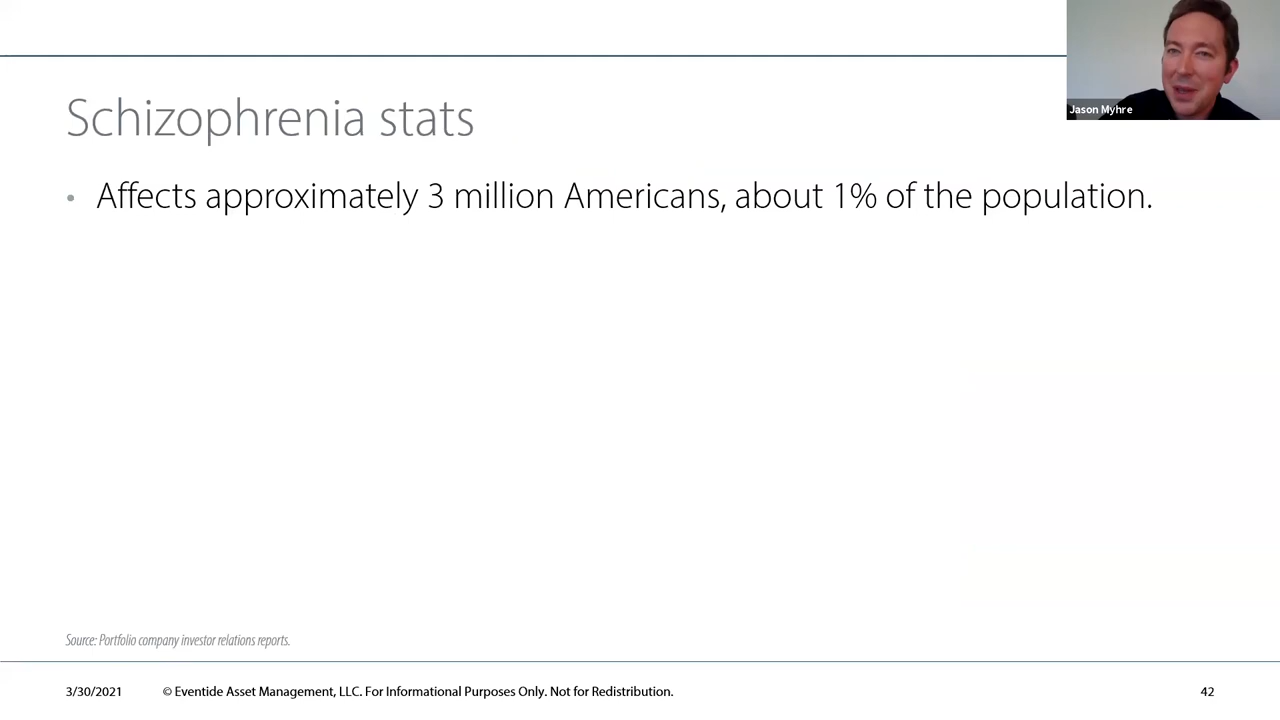 Jason Myhre
Schizophrenia stats
• Affects approximately 3 million Americans, about 1% of the population.
Source: Portfolio company investor relations reports.
3/30/2021 © Eventide Asset Management, LLC. For Informational Purposes Only. Not for Redistribution. 42